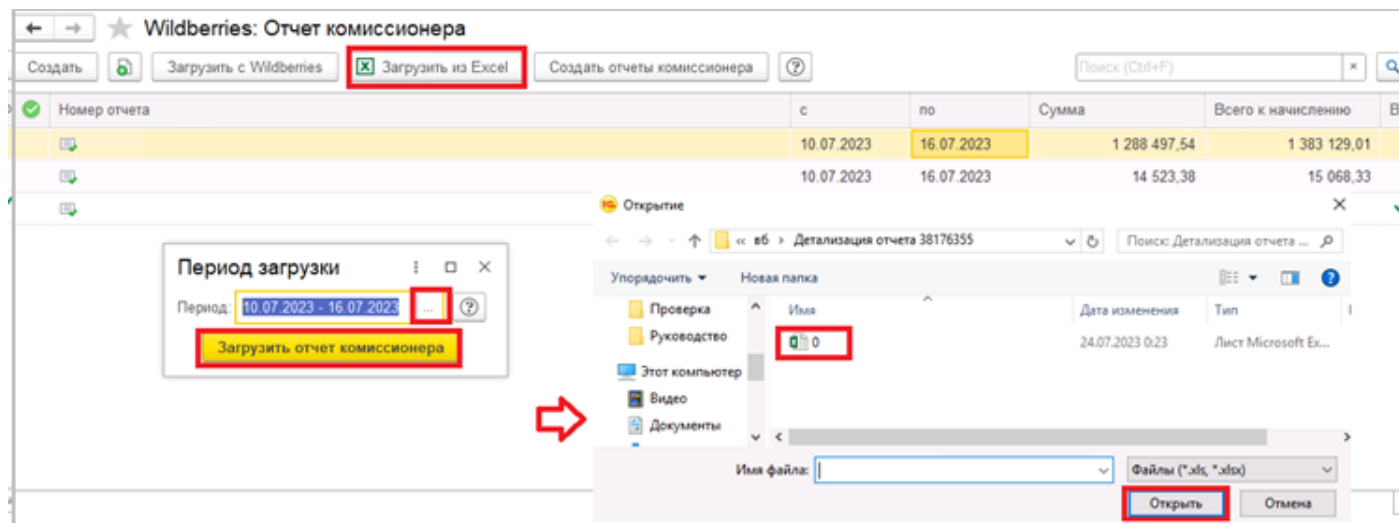 Wildberries: Отчет комиссионера
Создать Загрузить с Wildberries Загрузить из Excel Создать отчеты комиссионера ? Поиск (Ctrl+F) ×
Номер отчета с по Сумма Всего к начислению В
10.07.2023 16.07.2023 1 288 497,54 1 383 129,01
10.07.2023 16.07.2023 14 523,38 15 068,33
Период загрузки
Период: 10.07.2023 - 16.07.2023 ... ?
Загрузить отчет комиссионера
Открытие
« вб › Детализация отчета 38176355 Поиск: Детализация отчета ...
Упорядочить Новая папка ?
Проверка Имя Дата изменения Тип
Руководство 0 24.07.2023 0:23 Лист Microsoft Ex...
Этот компьютер
Видео
Документы
Имя файла: Файлы (*.xls, *.xlsx)
Открыть Отмена